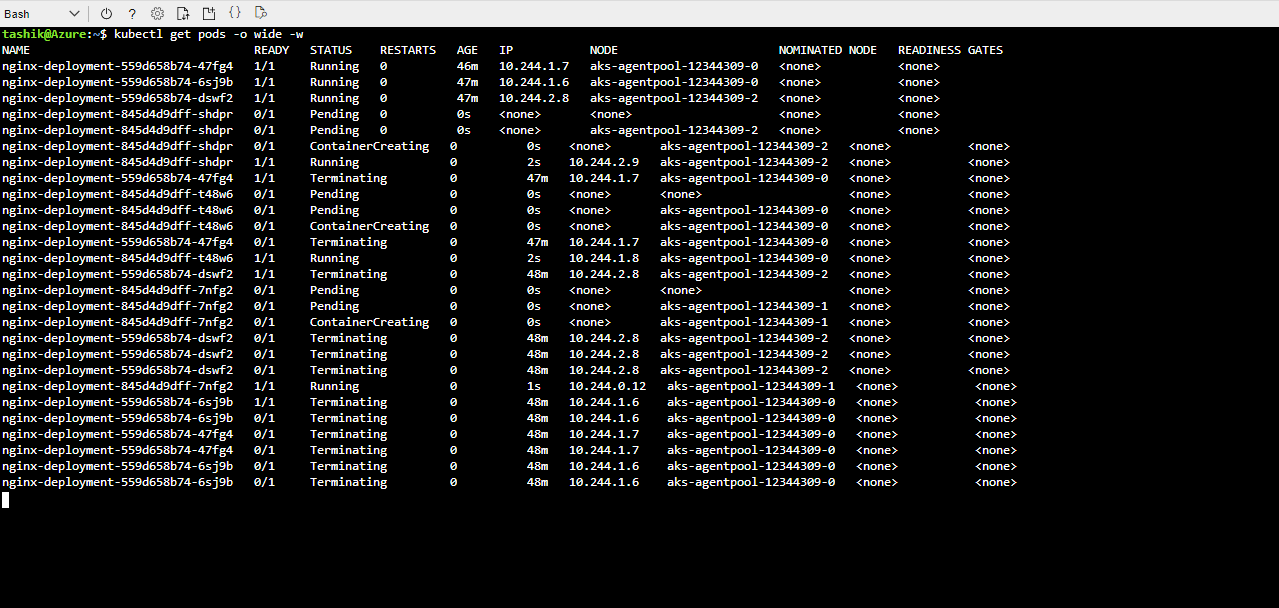 Bash ? {}
tashik@Azure:~$ kubectl get pods -o wide -w
NAME READY STATUS RESTARTS AGE IP NODE NOMINATED NODE READINESS GATES
nginx-deployment-559d658b74-47fg4 1/1 Running 0 46m 10.244.1.7 aks-agentpool-12344309-0 <none> <none>
nginx-deployment-559d658b74-6sj9b 1/1 Running 0 47m 10.244.1.6 aks-agentpool-12344309-0 <none> <none>
nginx-deployment-559d658b74-dswf2 1/1 Running 0 47m 10.244.2.8 aks-agentpool-12344309-2 <none> <none>
nginx-deployment-845d4d9dff-shdpr 0/1 Pending 0 0s <none> <none> <none> <none>
nginx-deployment-845d4d9dff-shdpr 0/1 Pending 0 0s <none> aks-agentpool-12344309-2 <none> <none>
nginx-deployment-845d4d9dff-shdpr 0/1 ContainerCreating 0 0s <none> aks-agentpool-12344309-2 <none> <none>
nginx-deployment-845d4d9dff-shdpr 1/1 Running 0 2s 10.244.2.9 aks-agentpool-12344309-2 <none> <none>
nginx-deployment-559d658b74-47fg4 1/1 Terminating 0 47m 10.244.1.7 aks-agentpool-12344309-0 <none> <none>
nginx-deployment-845d4d9dff-t48w6 0/1 Pending 0 0s <none> <none> <none> <none>
nginx-deployment-845d4d9dff-t48w6 0/1 Pending 0 0s <none> aks-agentpool-12344309-0 <none> <none>
nginx-deployment-845d4d9dff-t48w6 0/1 ContainerCreating 0 0s <none> aks-agentpool-12344309-0 <none> <none>
nginx-deployment-559d658b74-47fg4 0/1 Terminating 0 47m 10.244.1.7 aks-agentpool-12344309-0 <none> <none>
nginx-deployment-845d4d9dff-t48w6 1/1 Running 0 2s 10.244.1.8 aks-agentpool-12344309-0 <none> <none>
nginx-deployment-559d658b74-dswf2 1/1 Terminating 0 48m 10.244.2.8 aks-agentpool-12344309-2 <none> <none>
nginx-deployment-845d4d9dff-7nfg2 0/1 Pending 0 0s <none> <none> <none> <none>
nginx-deployment-845d4d9dff-7nfg2 0/1 Pending 0 0s <none> aks-agentpool-12344309-1 <none> <none>
nginx-deployment-845d4d9dff-7nfg2 0/1 ContainerCreating 0 0s <none> aks-agentpool-12344309-1 <none> <none>
nginx-deployment-559d658b74-dswf2 0/1 Terminating 0 48m 10.244.2.8 aks-agentpool-12344309-2 <none> <none>
nginx-deployment-559d658b74-dswf2 0/1 Terminating 0 48m 10.244.2.8 aks-agentpool-12344309-2 <none> <none>
nginx-deployment-559d658b74-dswf2 0/1 Terminating 0 48m 10.244.2.8 aks-agentpool-12344309-2 <none> <none>
nginx-deployment-845d4d9dff-7nfg2 1/1 Running 0 1s 10.244.0.12 aks-agentpool-12344309-1 <none> <none>
nginx-deployment-559d658b74-6sj9b 1/1 Terminating 0 48m 10.244.1.6 aks-agentpool-12344309-0 <none> <none>
nginx-deployment-559d658b74-6sj9b 0/1 Terminating 0 48m 10.244.1.6 aks-agentpool-12344309-0 <none> <none>
nginx-deployment-559d658b74-47fg4 0/1 Terminating 0 48m 10.244.1.7 aks-agentpool-12344309-0 <none> <none>
nginx-deployment-559d658b74-47fg4 0/1 Terminating 0 48m 10.244.1.7 aks-agentpool-12344309-0 <none> <none>
nginx-deployment-559d658b74-6sj9b 0/1 Terminating 0 48m 10.244.1.6 aks-agentpool-12344309-0 <none> <none>
nginx-deployment-559d658b74-6sj9b 0/1 Terminating 0 48m 10.244.1.6 aks-agentpool-12344309-0 <none> <none>